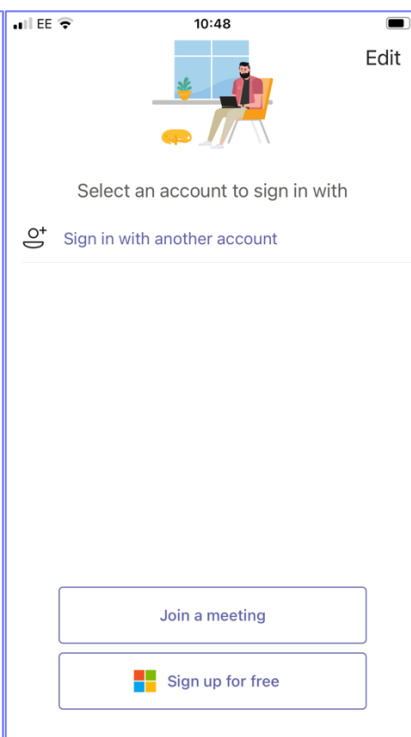 EE 10:48
Edit
Select an account to sign in with
Sign in with another account
Join a meeting
Sign up for free